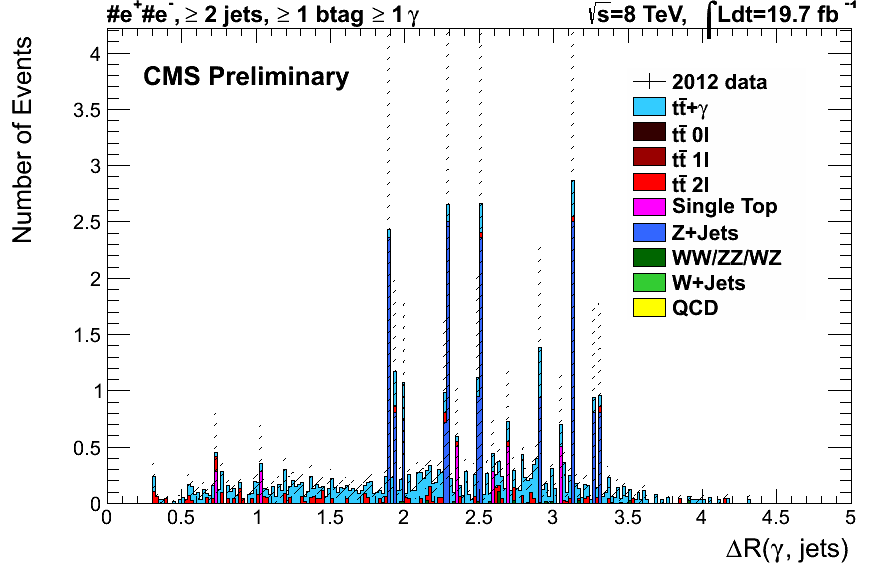 #e⁺#e⁻, ≥ 2 jets, ≥ 1 btag ≥ 1 γ
√s=8 TeV, ∫Ldt=19.7 fb⁻¹
CMS Preliminary
Number of Events
4
3.5
3
2.5
2
1.5
1
0.5
0
2012 data
tt̄+γ
tt̄ 0l
tt̄ 1l
tt̄ 2l
Single Top
Z+Jets
WW/ZZ/WZ
W+Jets
QCD
0 0.5 1 1.5 2 2.5 3 3.5 4 4.5 5
ΔR(γ, jets)